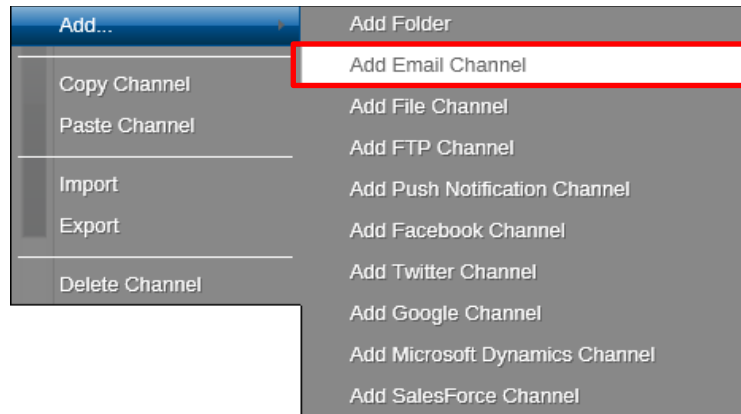 Add...
Copy Channel
Paste Channel
Import
Export
Delete Channel
Add Folder
Add Email Channel
Add File Channel
Add FTP Channel
Add Push Notification Channel
Add Facebook Channel
Add Twitter Channel
Add Google Channel
Add Microsoft Dynamics Channel
Add SalesForce Channel